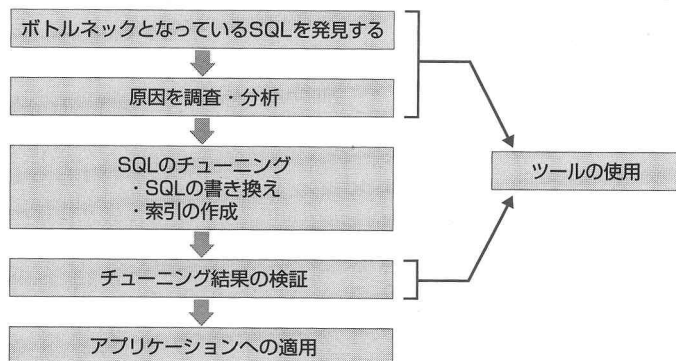 ボトルネックとなっているSQLを発見する
原因を調査・分析
SQLのチューニング
・SQLの書き換え
・索引の作成
ツールの使用
チューニング結果の検証
アプリケーションへの適用